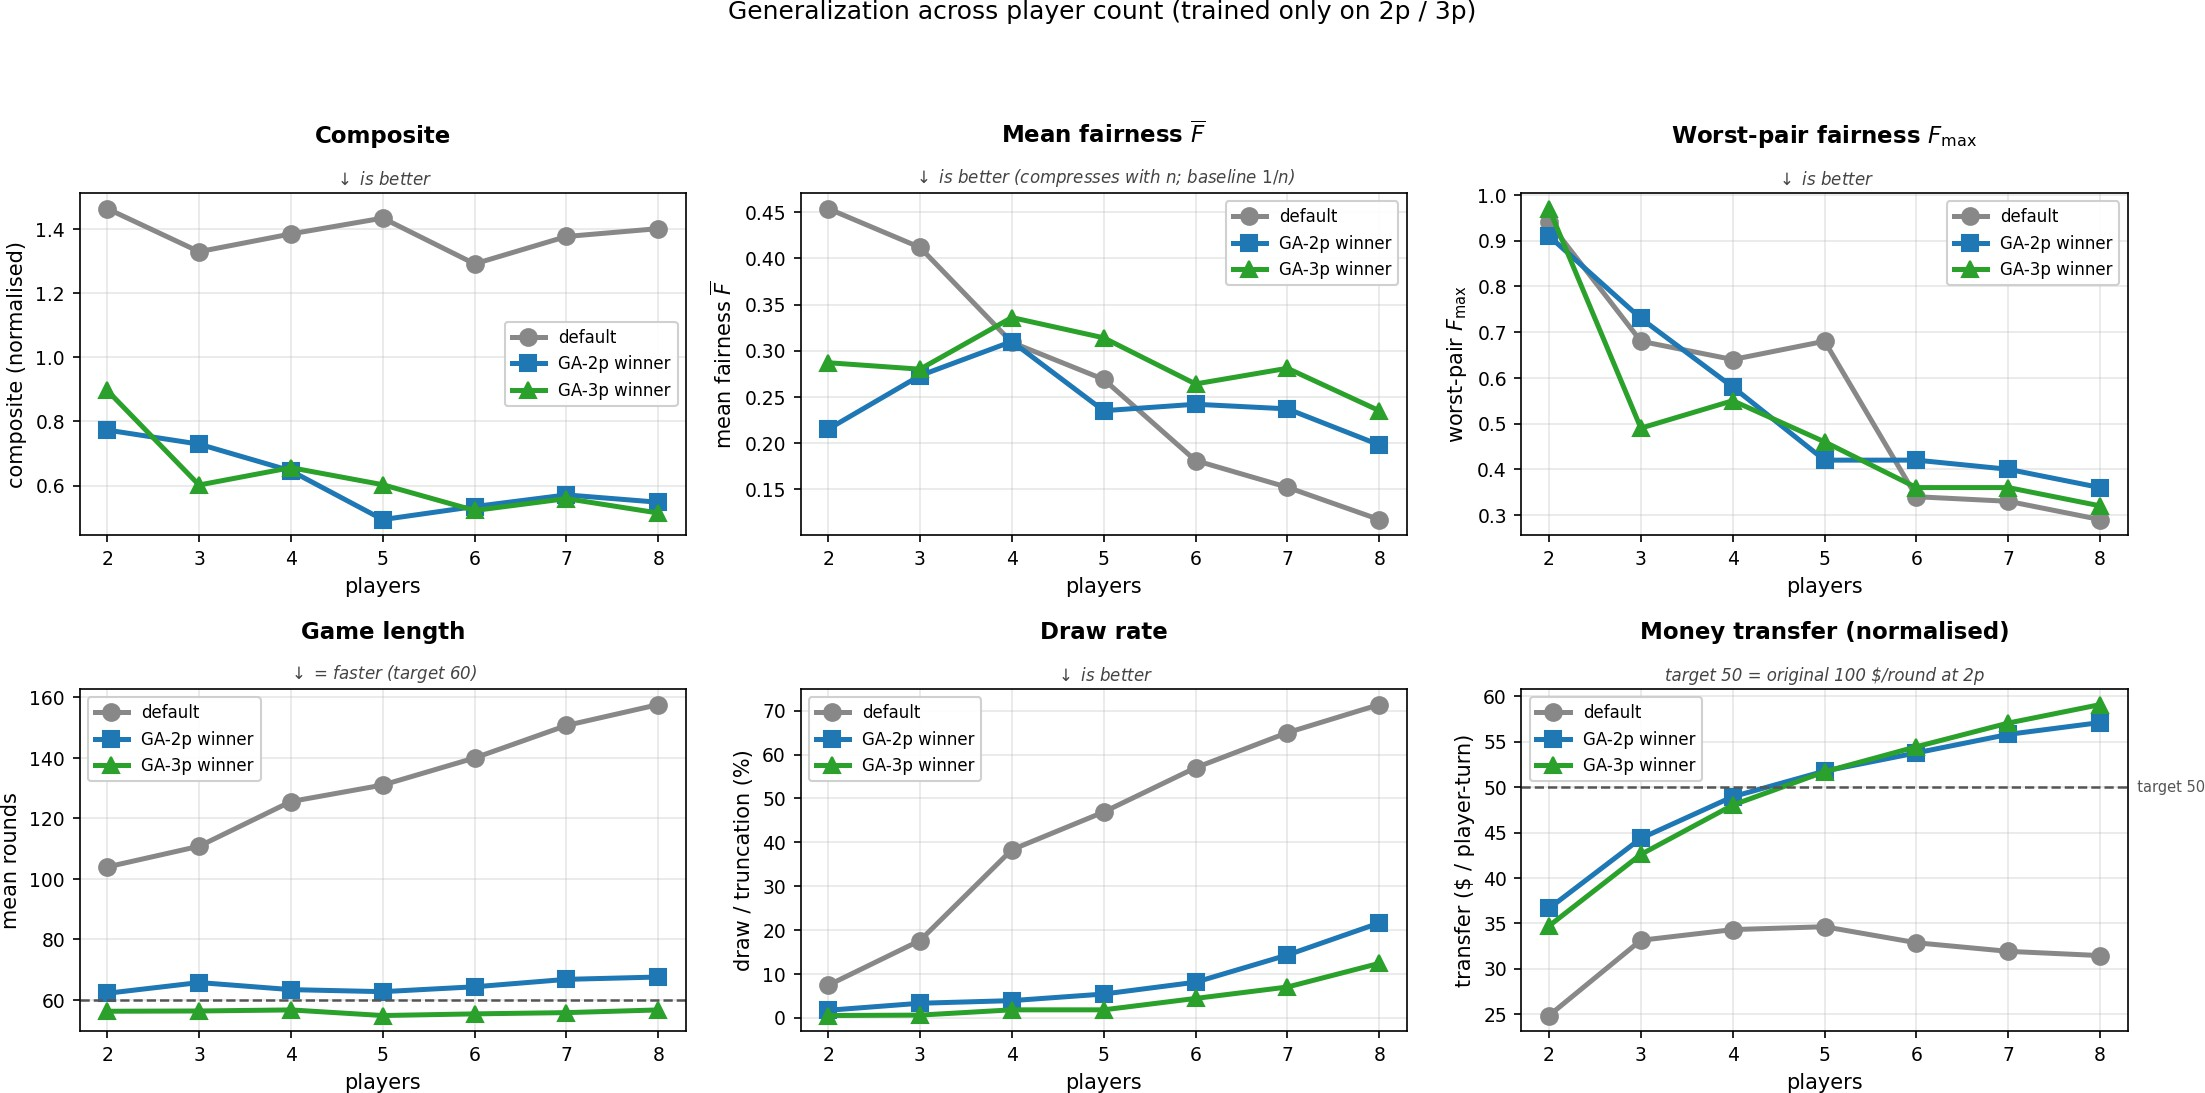 Generalization across player count (trained only on 2p / 3p)
Composite
↓ is better
composite (normalised)
1.4
1.2
1.0
0.8
0.6
default
GA-2p winner
GA-3p winner
2 3 4 5 6 7 8
players
Mean fairness F̅
↓ is better (compresses with n; baseline 1/n)
mean fairness F̅
0.45
0.40
0.35
0.30
0.25
0.20
0.15
default
GA-2p winner
GA-3p winner
2 3 4 5 6 7 8
players
Worst-pair fairness Fmax
↓ is better
worst-pair Fmax
1.0
0.9
0.8
0.7
0.6
0.5
0.4
0.3
default
GA-2p winner
GA-3p winner
2 3 4 5 6 7 8
players
Game length
↓ = faster (target 60)
mean rounds
160
140
120
100
80
60
default
GA-2p winner
GA-3p winner
2 3 4 5 6 7 8
players
Draw rate
↓ is better
draw / truncation (%)
70
60
50
40
30
20
10
0
default
GA-2p winner
GA-3p winner
2 3 4 5 6 7 8
players
Money transfer (normalised)
target 50 = original 100 $/round at 2p
transfer ($ / player-turn)
60
55
50
45
40
35
30
25
default
GA-2p winner
GA-3p winner
target 50
2 3 4 5 6 7 8
players